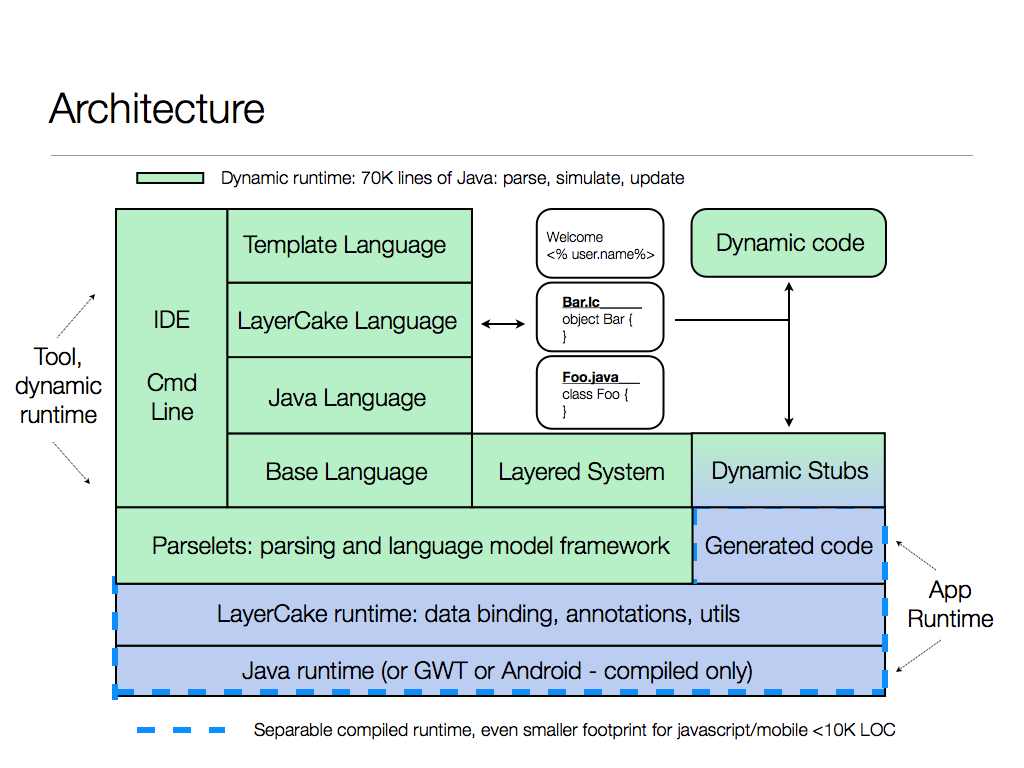 Architecture
Dynamic runtime: 70K lines of Java: parse, simulate, update
Template Language
Welcome
<% user.name%>
Dynamic code
IDE
LayerCake Language
Bar.lc
object Bar {
}
Tool,
dynamic
runtime
Cmd
Line
Java Language
Foo.java
class Foo {
}
Base Language
Layered System
Dynamic Stubs
Parselets: parsing and language model framework
Generated code
LayerCake runtime: data binding, annotations, utils
App
Runtime
Java runtime (or GWT or Android - compiled only)
Separable compiled runtime, even smaller footprint for javascript/mobile <10K LOC